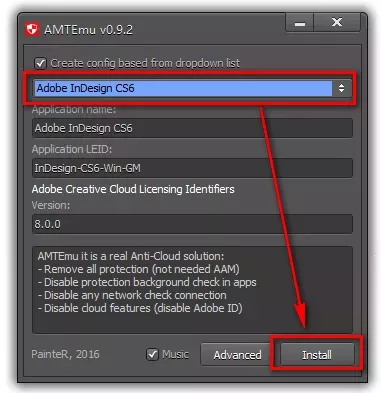 AMTEmu v0.9.2
Create config based from dropdown list
Adobe InDesign CS6
Application name:
Adobe InDesign CS6
Application LEID:
InDesign-CS6-Win-GM
Adobe Creative Cloud Licensing Identifiers
Version:
8.0.0
AMTEmu it is a real Anti-Cloud solution:
- Remove all protection (not needed AAM)
- Disable protection background check in apps
- Disable any network check connection
- Disable cloud features (disable Adobe ID)
PainteR, 2016 Music Advanced Install